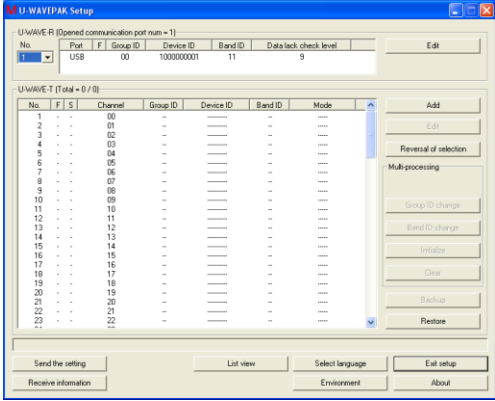 U-WAVEPAK Setup
U-WAVE-R (Opened communication port num = 1)
No. Port F Group ID Device ID Band ID Data lack check level Edit
1 USB 00 1000000001 11 9
U-WAVE-T (Total = 0 / 0)
No. F S Channel Group ID Device ID Band ID Mode Add
1 - - 00 -- -------- -- -----
2 - - 01 -- -------- -- ----- Edit
3 - - 02 -- -------- -- -----
4 - - 03 -- -------- -- ----- Reversal of selection
5 - - 04 -- -------- -- -----
6 - - 05 -- -------- -- ----- Multi-processing
7 - - 06 -- -------- -- -----
8 - - 07 -- -------- -- -----
9 - - 08 -- -------- -- -----
10 - - 09 -- -------- -- ----- Group ID change
11 - - 10 -- -------- -- -----
12 - - 11 -- -------- -- ----- Band ID change
13 - - 12 -- -------- -- -----
14 - - 13 -- -------- -- ----- Initialize
15 - - 14 -- -------- -- -----
16 - - 15 -- -------- -- ----- Clear
17 - - 16 -- -------- -- -----
18 - - 17 -- -------- -- -----
19 - - 18 -- -------- -- ----- Backup
20 - - 19 -- -------- -- -----
21 - - 20 -- -------- -- ----- Restore
22 - - 21 -- -------- -- -----
23 - - 22 -- -------- -- -----
Send the setting List view Select language Exit setup
Receive information Environment About